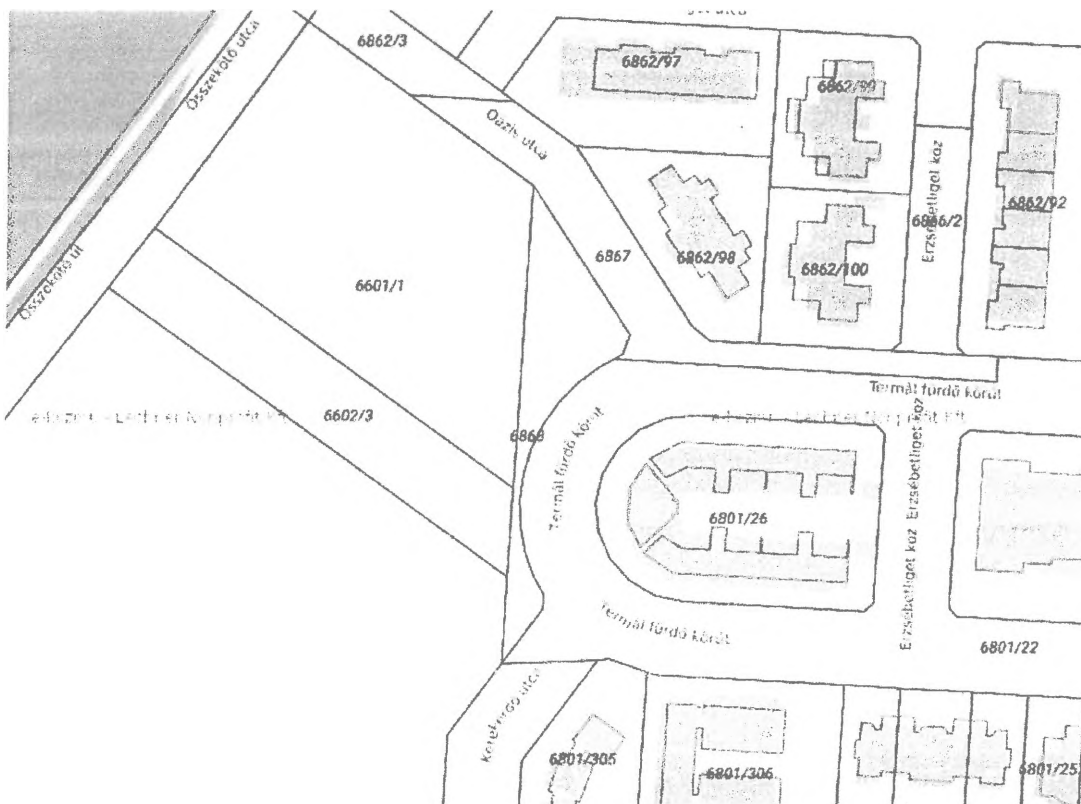 utca
6862/3
Összekötő utca
6862/97
6862/99
Oázis utca
Erzsébetliget köz
6862/92
6866/2
6867
6862/98
6862/100
Összekötő út
6601/1
Termál fürdő körút
6602/3
6868
Termál fürdő körút
Erzsébetliget köz Erzsébetliget köz
6801/26
Termál fürdő körút
6801/22
Kerekerdő utca
6801/305
6801/306
6801/25